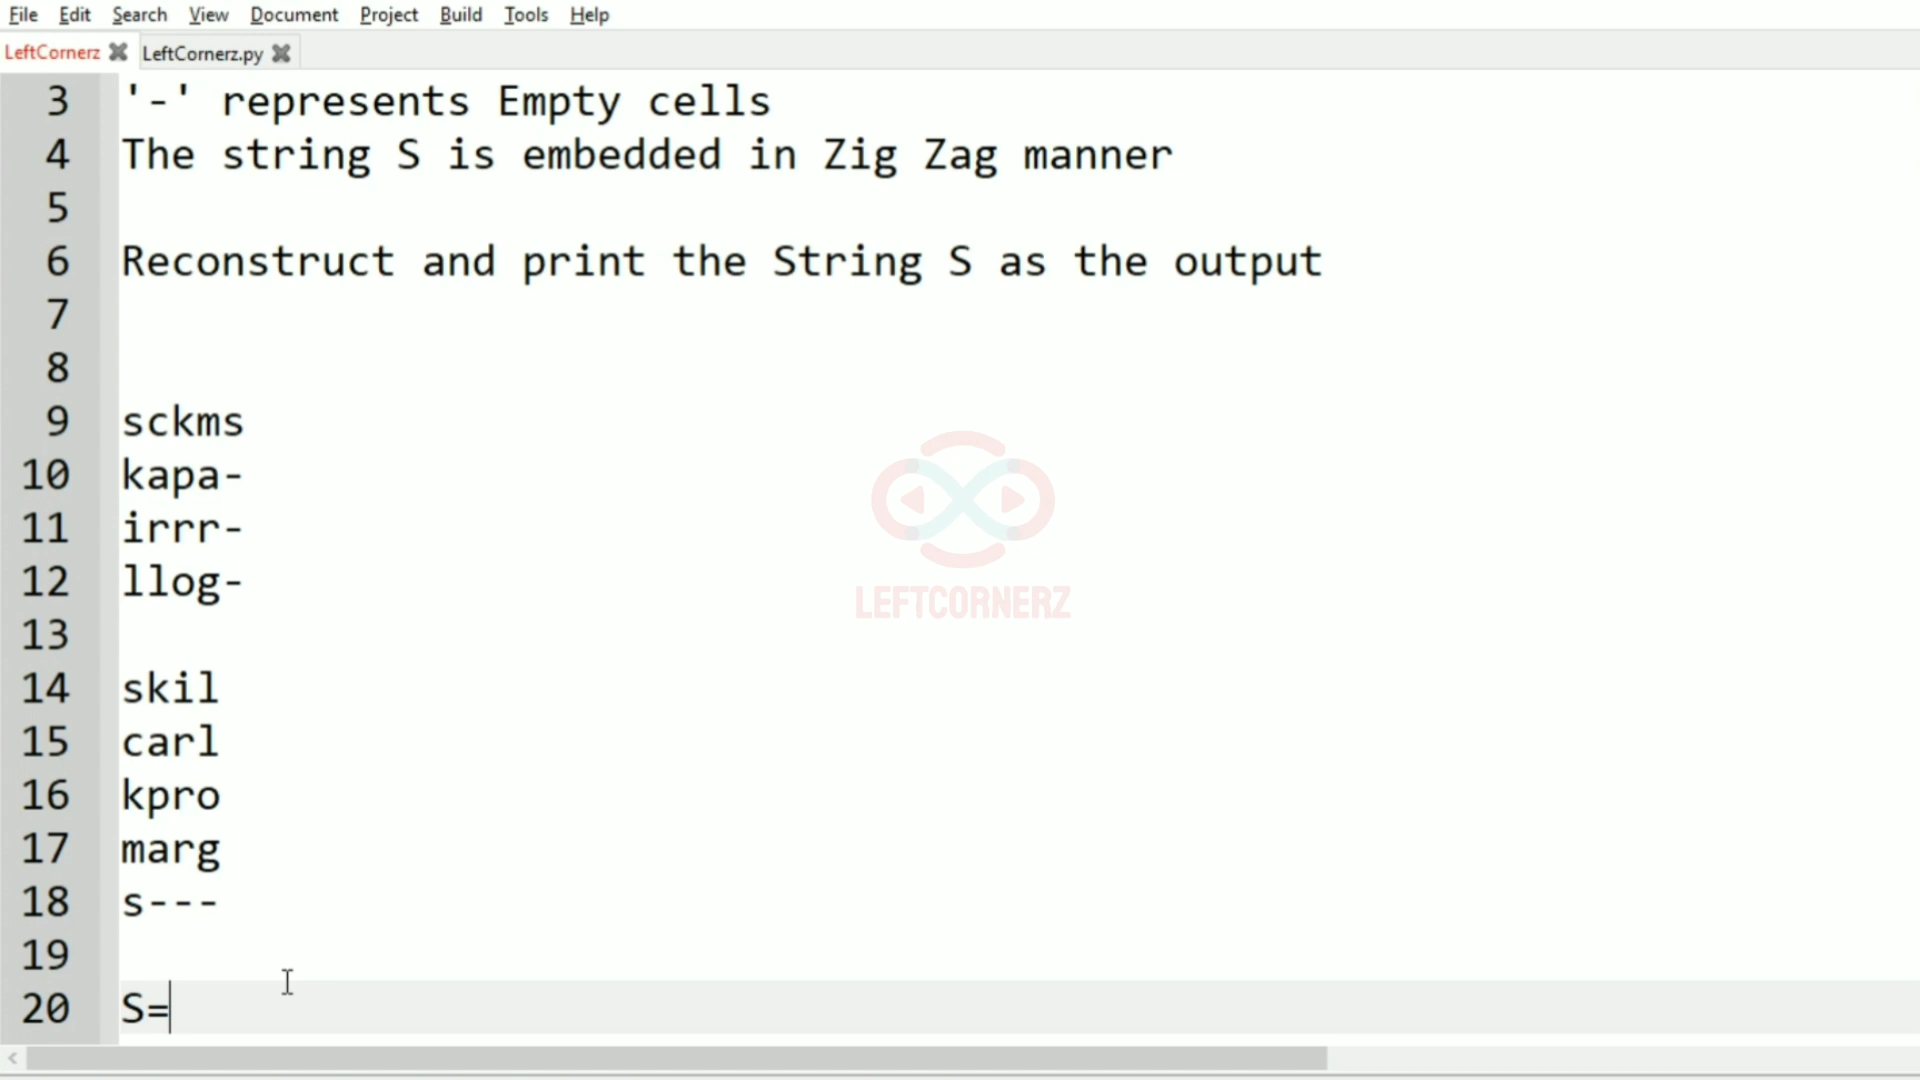 File Edit Search View Document Project Build Tools Help
LeftCornerz LeftCornerz.py
3 '-' represents Empty cells
4 The string S is embedded in Zig Zag manner
5
6 Reconstruct and print the String S as the output
7
8
9 sckms
10 kapa-
11 irrr-
12 llog-
13
14 skil
15 carl
16 kpro
17 marg
18 s---
19
20 S=
LEFTCORNERZ